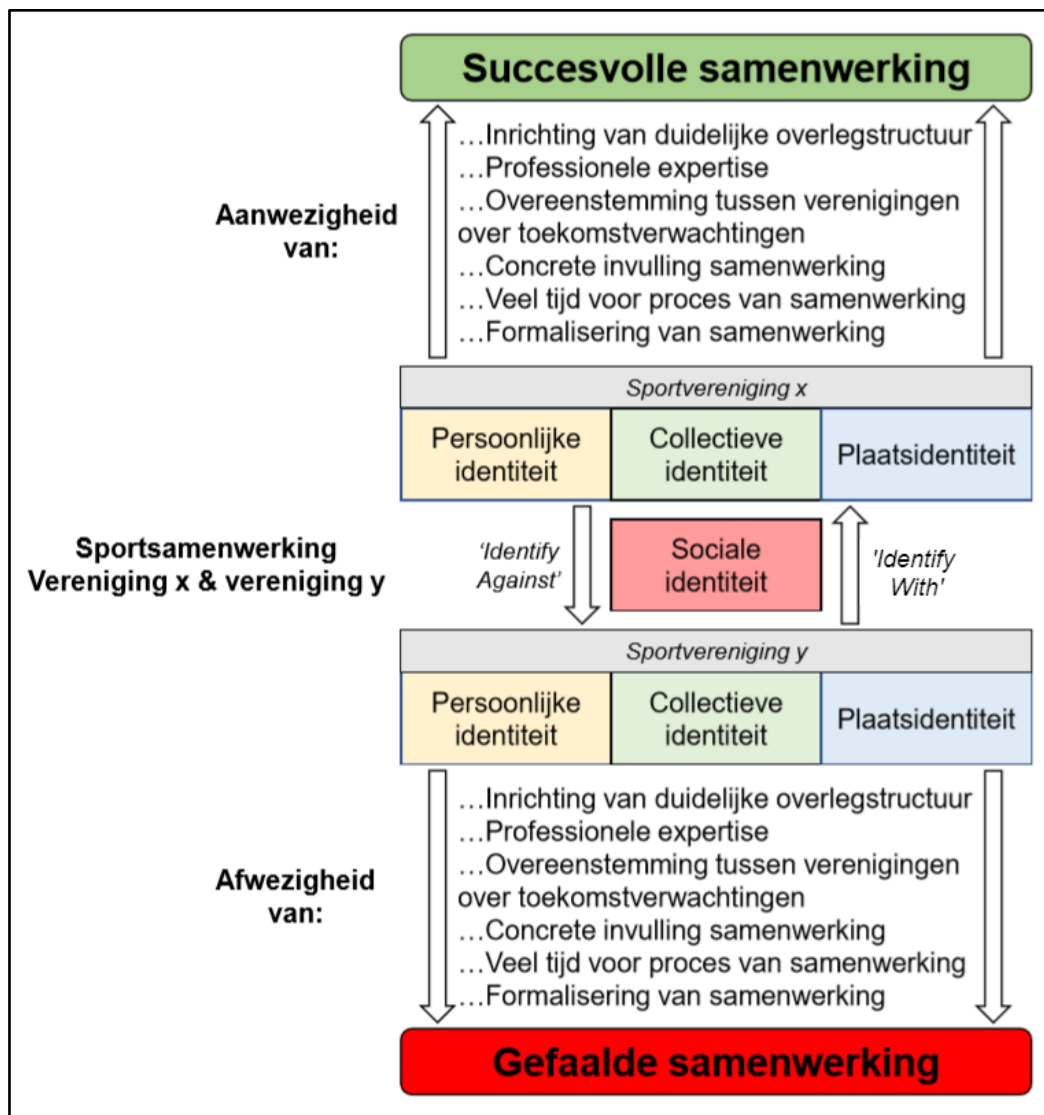 Succesvolle samenwerking
Aanwezigheid
van:
…Inrichting van duidelijke overlegstructuur
…Professionele expertise
…Overeenstemming tussen verenigingen
over toekomstverwachtingen
…Concrete invulling samenwerking
…Veel tijd voor proces van samenwerking
…Formalisering van samenwerking
Sportvereniging x
Persoonlijke
identiteit
Collectieve
identiteit
Plaatsidentiteit
Sportsamenwerking
Vereniging x & vereniging y
‘Identify
Against’
Sociale
identiteit
'Identify
With'
Sportvereniging y
Persoonlijke
identiteit
Collectieve
identiteit
Plaatsidentiteit
Afwezigheid
van:
…Inrichting van duidelijke overlegstructuur
…Professionele expertise
…Overeenstemming tussen verenigingen
over toekomstverwachtingen
…Concrete invulling samenwerking
…Veel tijd voor proces van samenwerking
…Formalisering van samenwerking
Gefaalde samenwerking